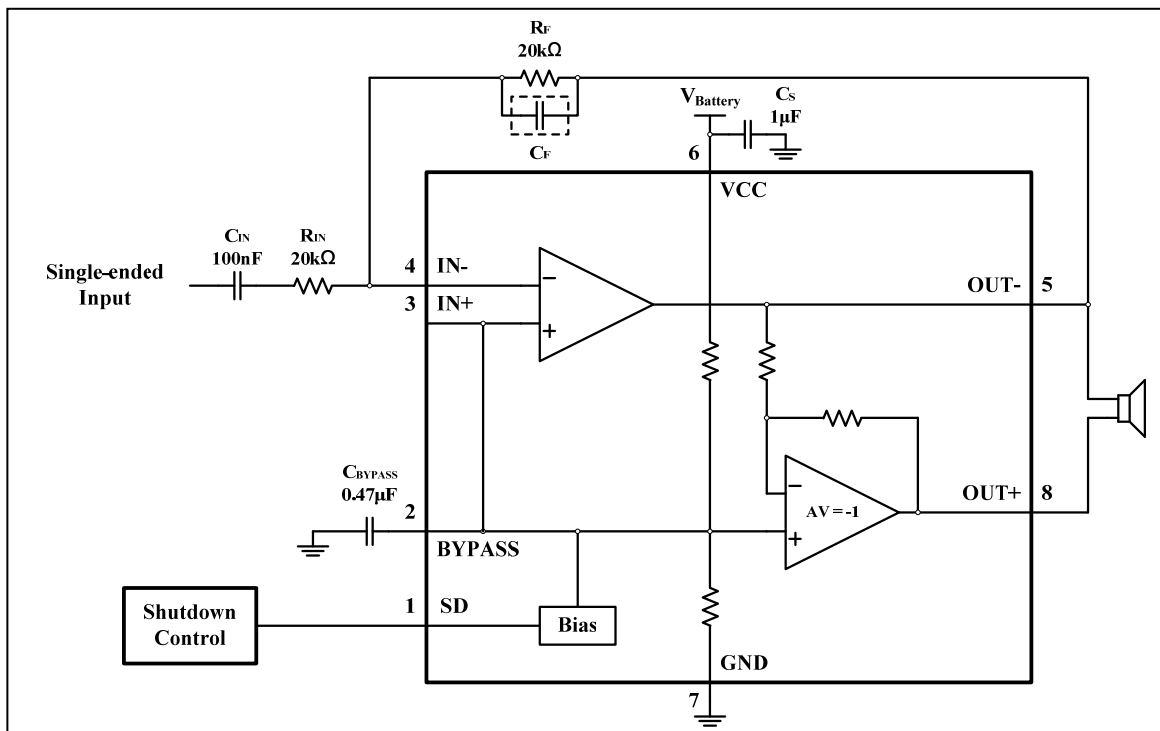 RF
20kΩ
CF
VBattery
CS
1μF
6
VCC
CIN
100nF
RIN
20kΩ
Single-ended
Input
4
IN-
3
IN+
−
+
OUT-
5
CBYPASS
0.47μF
2
BYPASS
−
AV = -1
+
OUT+
8
Shutdown
Control
1
SD
Bias
GND
7